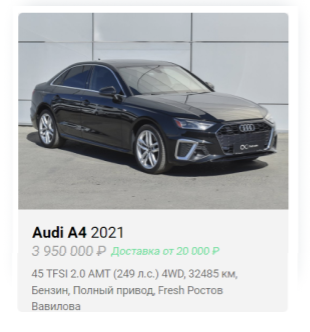 Audi A4 2021
3 950 000 ₽ Доставка от 20 000 ₽
45 TFSI 2.0 AMT (249 л.с.) 4WD, 32485 км,
Бензин, Полный привод, Fresh Ростов
Вавилова